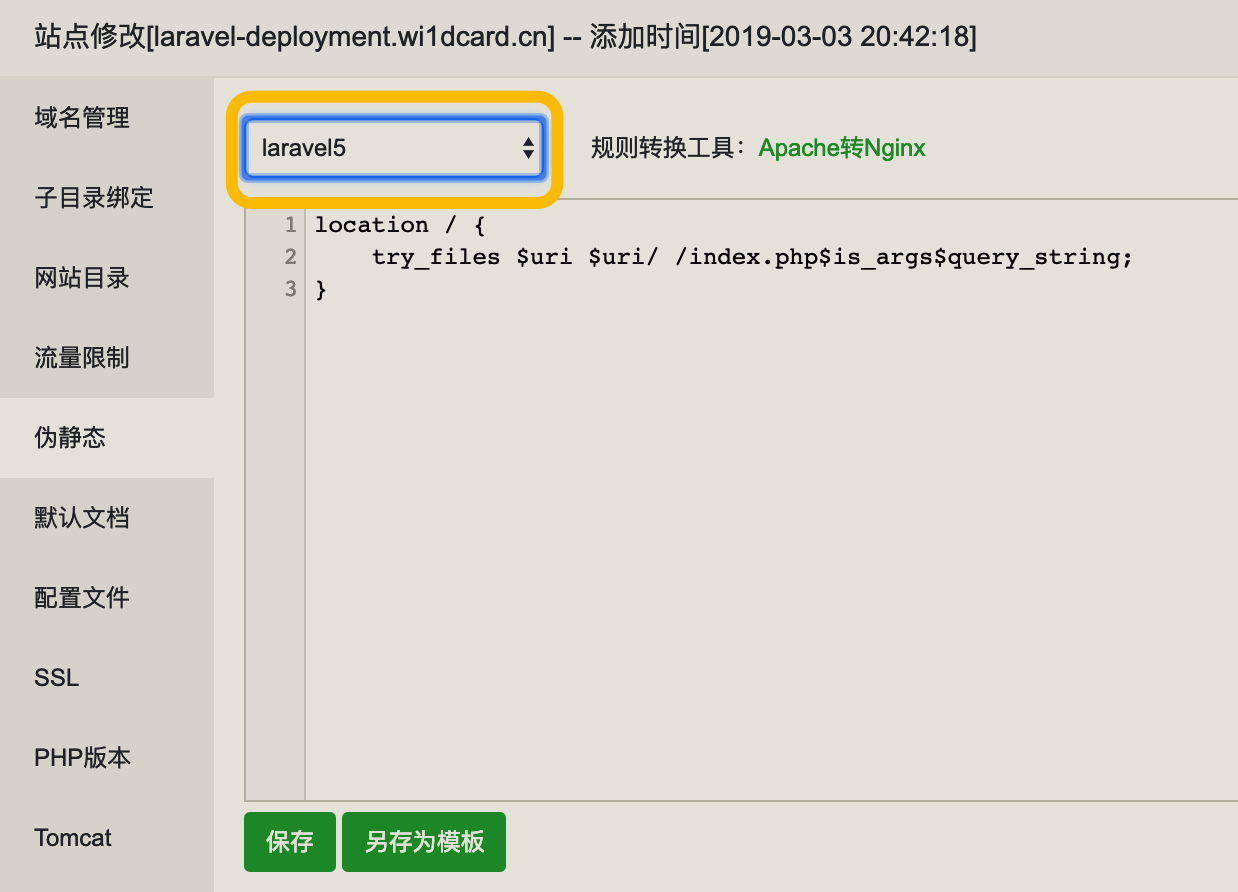 站点修改[laravel-deployment.wi1dcard.cn] -- 添加时间[2019-03-03 20:42:18]
域名管理
子目录绑定
网站目录
流量限制
伪静态
默认文档
配置文件
SSL
PHP版本
Tomcat
laravel5
规则转换工具：Apache转Nginx
1 location / {
2     try_files $uri $uri/ /index.php$is_args$query_string;
3 }
保存 另存为模板